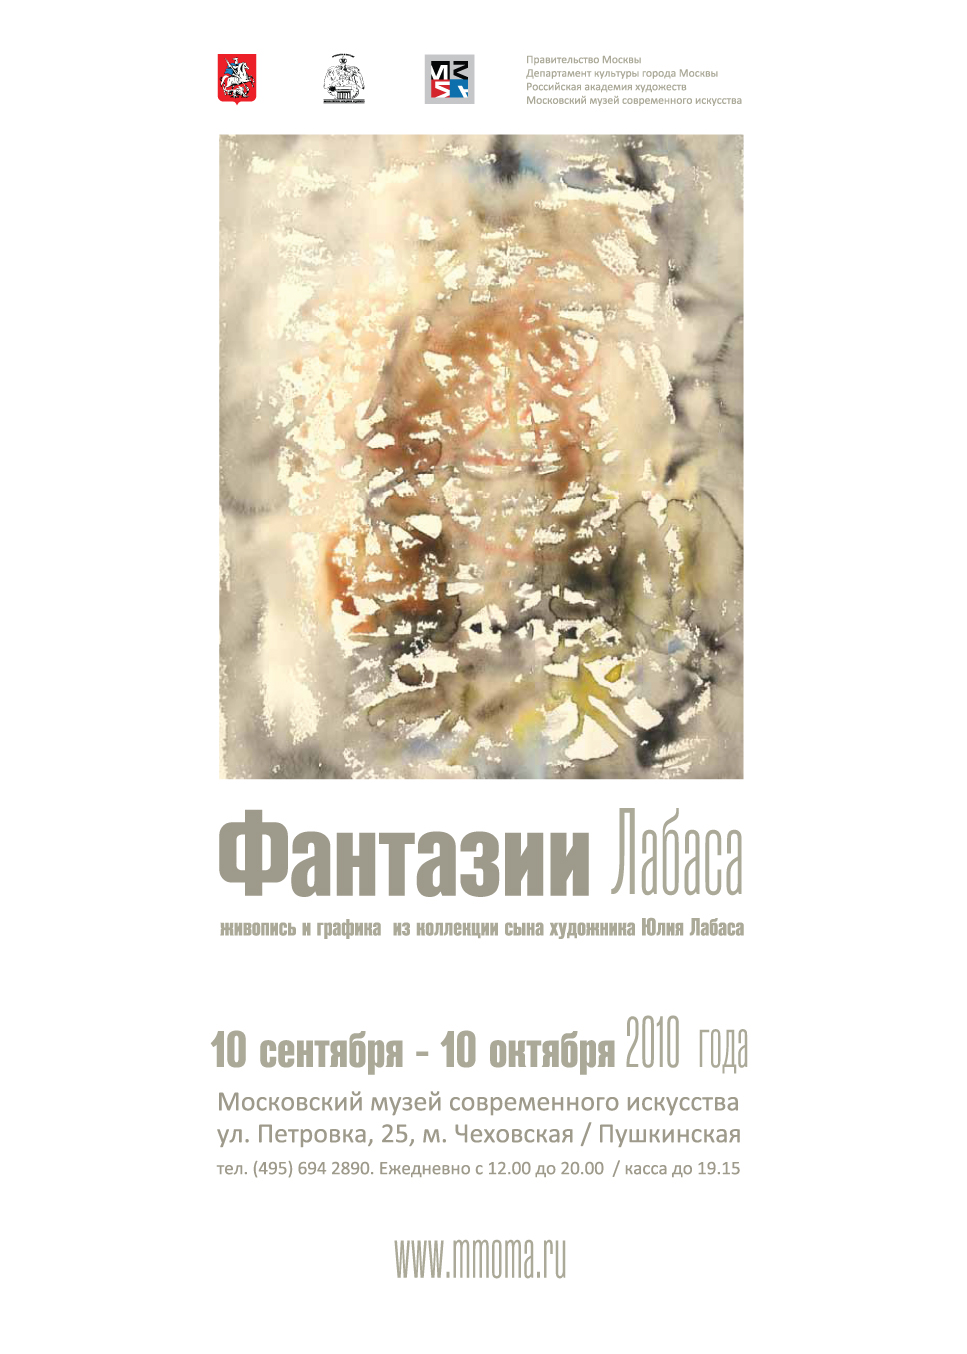 Правительство Москвы
Департамент культуры города Москвы
Российская академия художеств
Московский музей современного искусства
Фантазии Лабаса
живопись и графика из коллекции сына художника Юлия Лабаса
10 сентября - 10 октября 2010 года
Московский музей современного искусства
ул. Петровка, 25, м. Чеховская / Пушкинская
тел. (495) 694 2890. Ежедневно с 12.00 до 20.00 / касса до 19.15
www.mmoma.ru